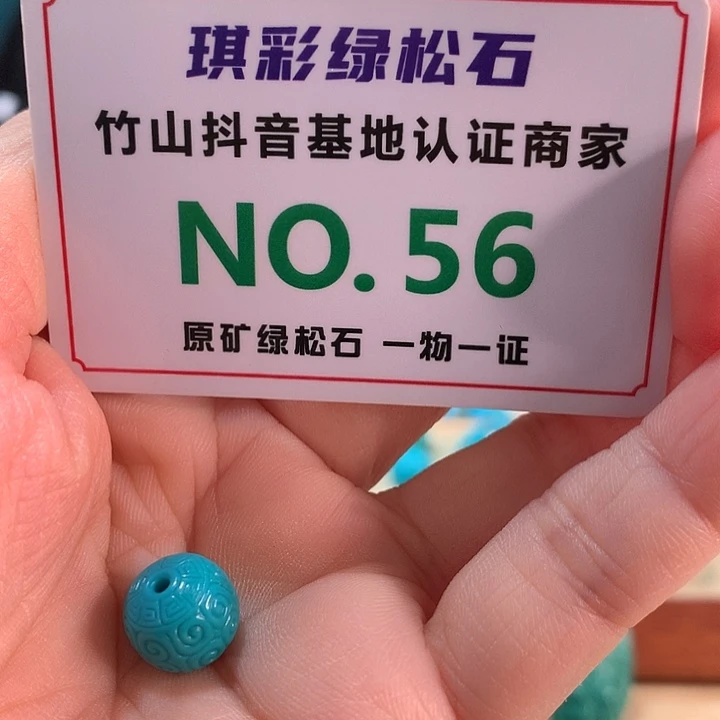 琪彩绿松石
竹山抖音基地认证商家
NO.56
原矿绿松石 一物一证